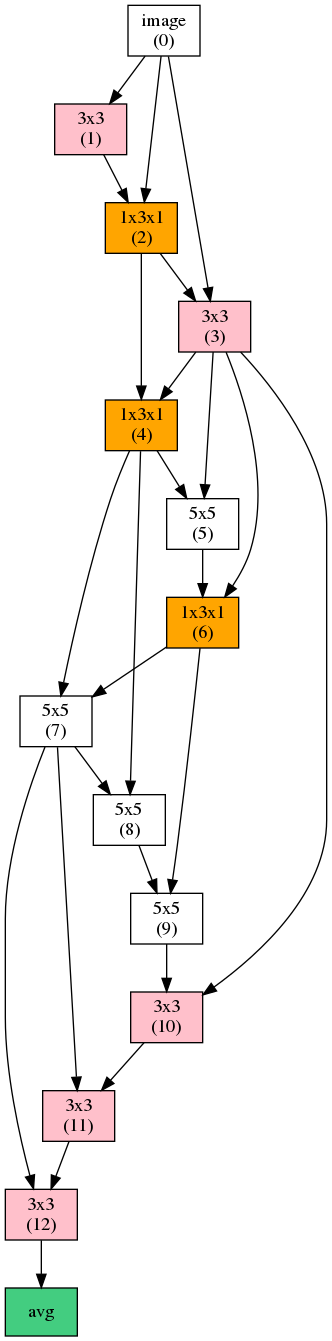 image
(0)
3x3
(1)
1x3x1
(2)
3x3
(3)
1x3x1
(4)
5x5
(5)
1x3x1
(6)
5x5
(7)
5x5
(8)
5x5
(9)
3x3
(10)
3x3
(11)
3x3
(12)
avg